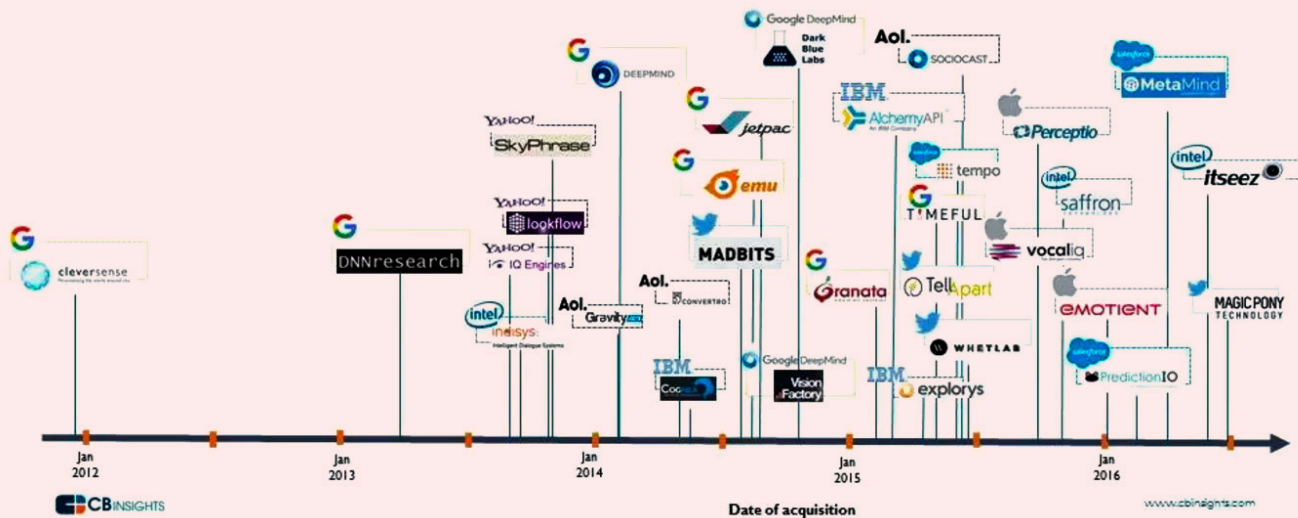 Google DeepMind
Dark
Blue
Labs
Aol.
SOCIOCAST
salesforce
MetaMind
DEEPMIND
IBM
AlchemyAPI
An IBM Company
jetpac
Perceptio
YAHOO!
SkyPhrase
salesforce
tempo
intel
itseez
emu
intel
saffron
TECHNOLOGY
YAHOO!
lookflow
TIMEFUL
MADBITS
vocaliq
YAHOO!
IQ Engines
DNNresearch
cleversense
TellApart
Granata
Aol.
CONVERTRO
emotient
MAGIC PONY
TECHNOLOGY
intel
indisys:
Intelligent Dialogue Systems
Aol.
Gravity
WHETLAB
IBM
Google DeepMind
Vision
Factory
IBM
explorys
salesforce
PredictionIO
Jan
2012
Jan
2013
Jan
2014
Jan
2015
Jan
2016
CBINSIGHTS
Date of acquisition
www.cbinsights.com